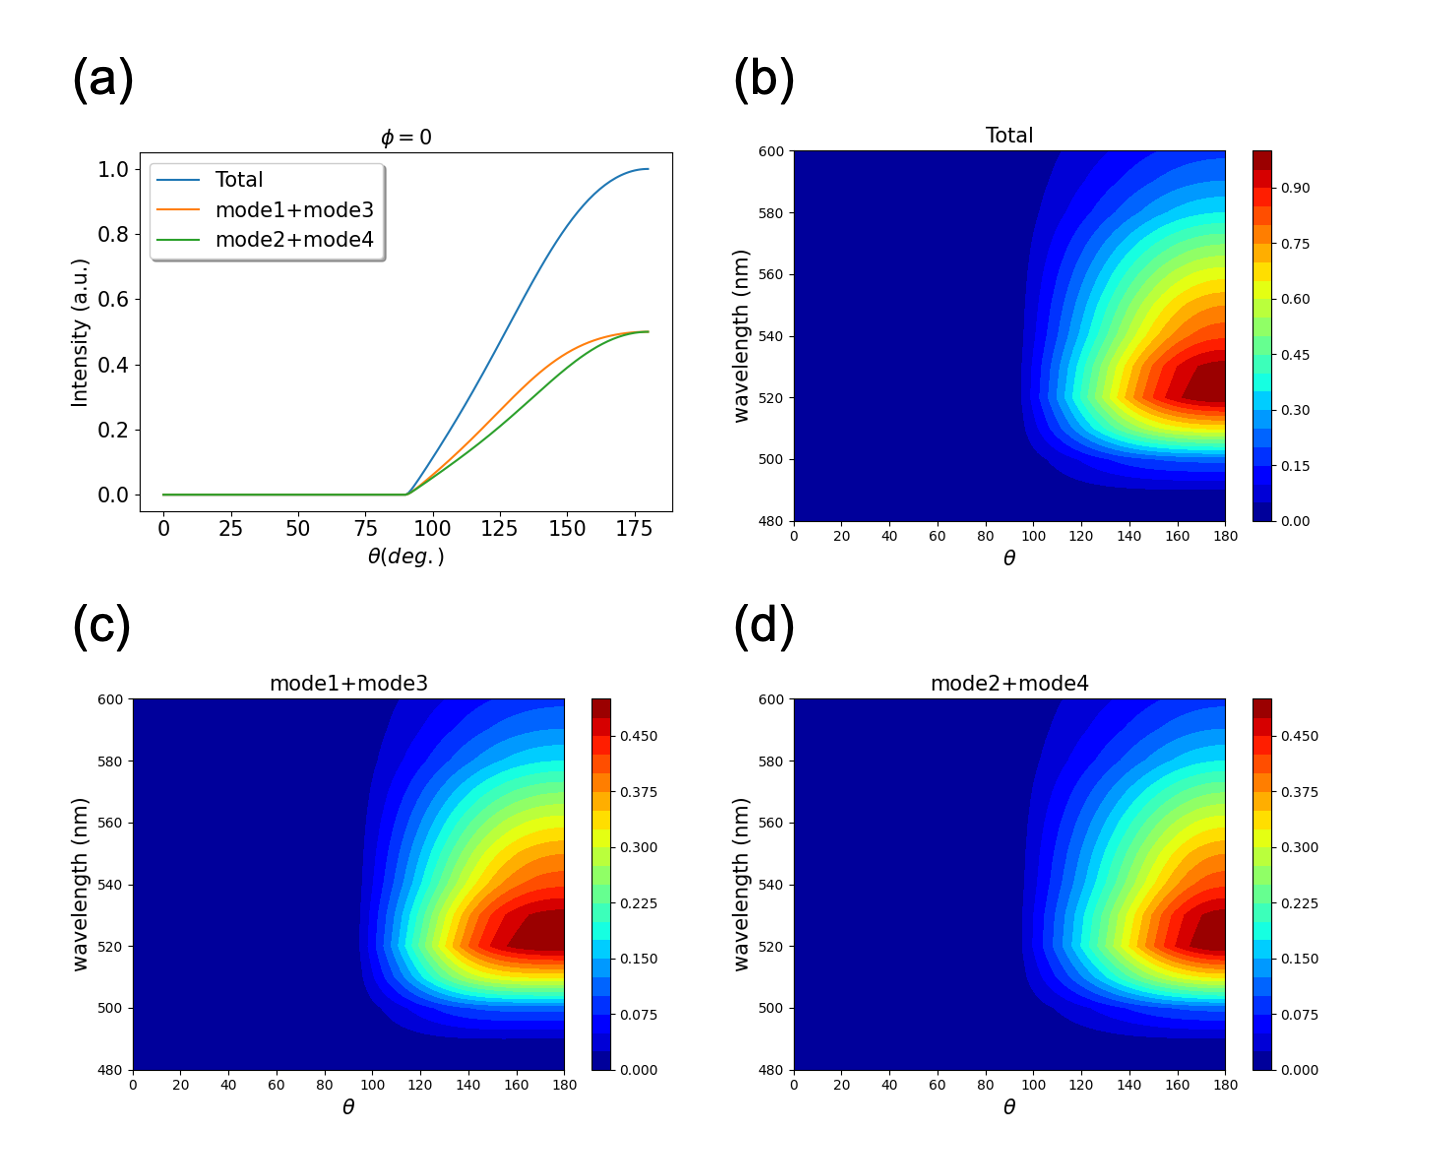 (a)
ϕ = 0
1.0
0.8
0.6
0.4
0.2
0.0
Intensity (a.u.)
Total
mode1+mode3
mode2+mode4
0 25 50 75 100 125 150 175
θ(deg.)
(b)
Total
600
580
560
540
520
500
480
wavelength (nm)
0 20 40 60 80 100 120 140 160 180
θ
0.90
0.75
0.60
0.45
0.30
0.15
0.00
(c)
mode1+mode3
600
580
560
540
520
500
480
wavelength (nm)
0 20 40 60 80 100 120 140 160 180
θ
0.450
0.375
0.300
0.225
0.150
0.075
0.000
(d)
mode2+mode4
600
580
560
540
520
500
480
wavelength (nm)
0 20 40 60 80 100 120 140 160 180
θ
0.450
0.375
0.300
0.225
0.150
0.075
0.000